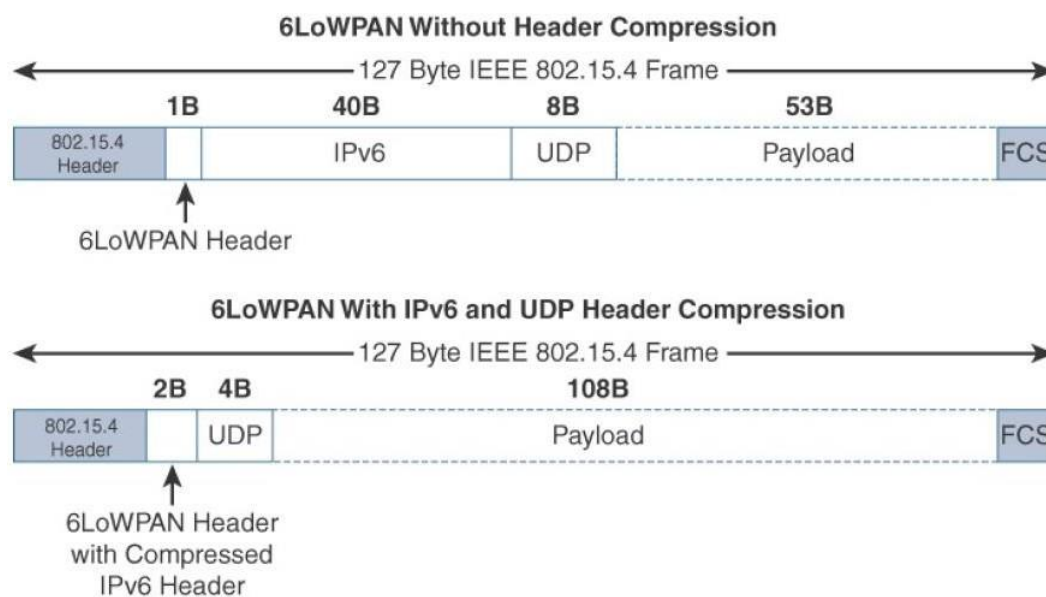 6LoWPAN Without Header Compression
127 Byte IEEE 802.15.4 Frame
1B 40B 8B 53B
802.15.4
Header
IPv6 UDP Payload FCS
6LoWPAN Header
6LoWPAN With IPv6 and UDP Header Compression
127 Byte IEEE 802.15.4 Frame
2B 4B 108B
802.15.4
Header
UDP Payload FCS
6LoWPAN Header
with Compressed
IPv6 Header